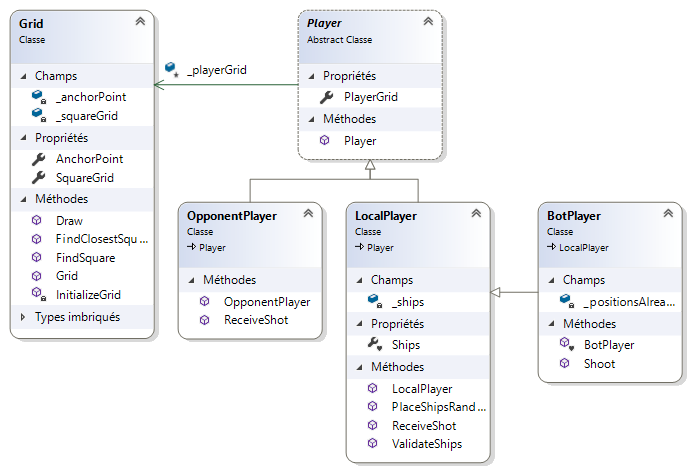 Grid
Classe
Champs
_anchorPoint
_squareGrid
Propriétés
AnchorPoint
SquareGrid
Méthodes
Draw
FindClosestSqu...
FindSquare
Grid
InitializeGrid
Types imbriqués
_playerGrid
Player
Abstract Classe
Propriétés
PlayerGrid
Méthodes
Player
OpponentPlayer
Classe
Player
Méthodes
OpponentPlayer
ReceiveShot
LocalPlayer
Classe
Player
Champs
_ships
Propriétés
Ships
Méthodes
LocalPlayer
PlaceShipsRand...
ReceiveShot
ValidateShips
BotPlayer
Classe
LocalPlayer
Champs
_positionsAlrea...
Méthodes
BotPlayer
Shoot